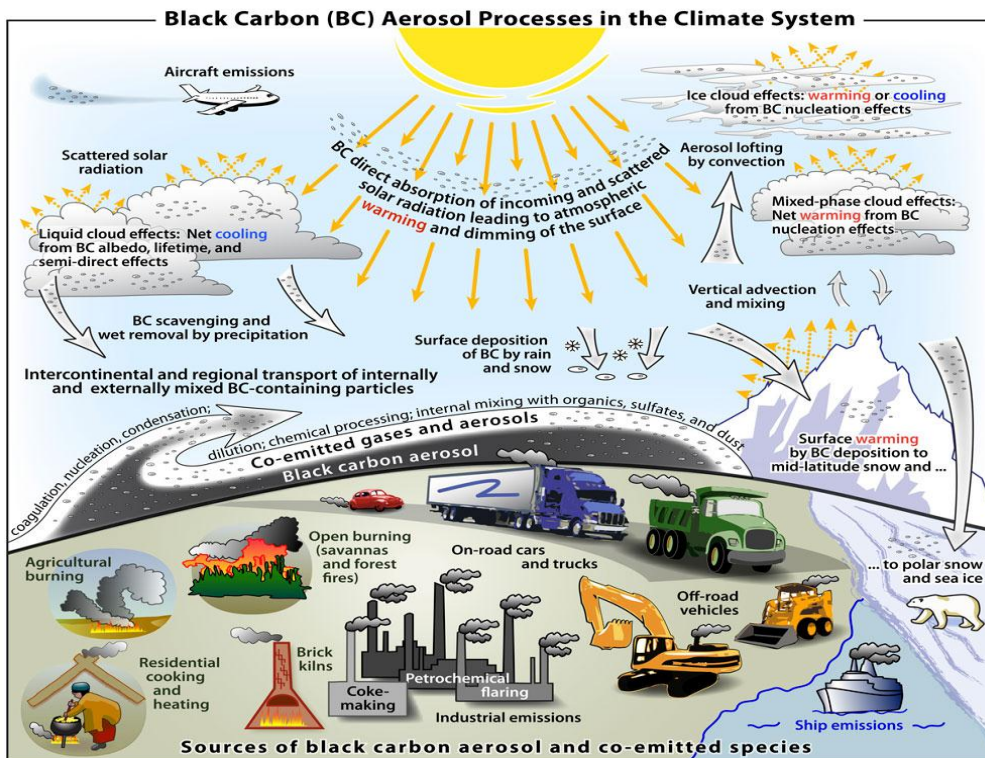 Black Carbon (BC) Aerosol Processes in the Climate System
Aircraft emissions
Ice cloud effects: warming or cooling
from BC nucleation effects
Scattered solar
radiation
BC direct absorption of incoming and scattered
solar radiation leading to atmospheric
warming and dimming of the surface
Aerosol lofting
by convection
Mixed-phase cloud effects:
Net warming from BC
nucleation effects
Liquid cloud effects: Net cooling
from BC albedo, lifetime, and
semi-direct effects
Vertical advection
and mixing
BC scavenging and
wet removal by precipitation
Surface deposition
of BC by rain
and snow
Intercontinental and regional transport of internally
and externally mixed BC-containing particles
coagulation, nucleation, condensation;
dilution; chemical processing; internal mixing with organics, sulfates, and dust
Co-emitted gases and aerosols
Black carbon aerosol
Surface warming
by BC deposition to
mid-latitude snow and ...
... to polar snow
and sea ice
Agricultural
burning
Open burning
(savannas
and forest
fires)
On-road cars
and trucks
Off-road
vehicles
Residential
cooking
and
heating
Brick
kilns
Coke-
making
Petrochemical
flaring
Industrial emissions
Ship emissions
Sources of black carbon aerosol and co-emitted species